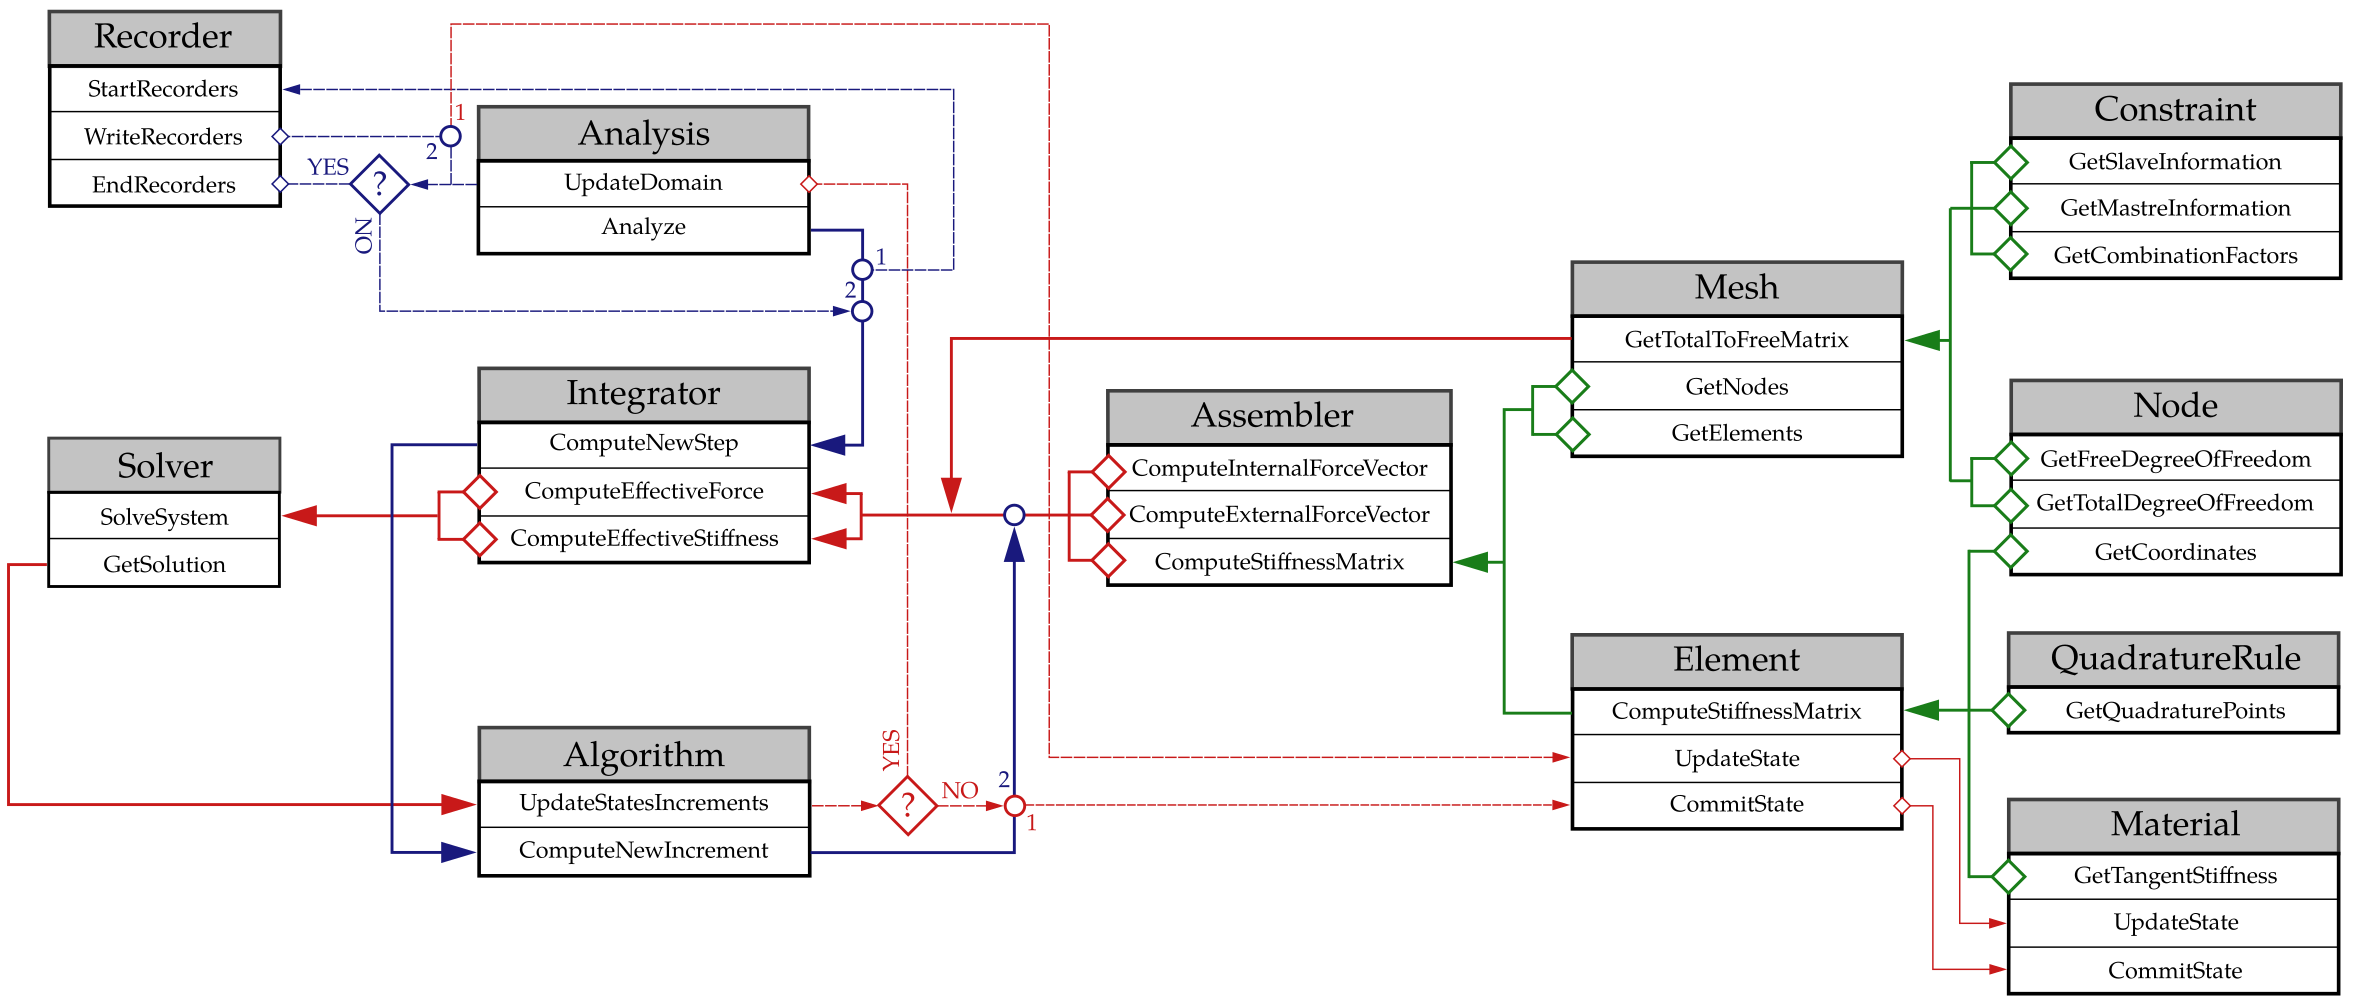 Recorder
StartRecorders
WriteRecorders
EndRecorders
1
2
YES
?
NO
Analysis
UpdateDomain
Analyze
1
2
Integrator
ComputeNewStep
ComputeEffectiveForce
ComputeEffectiveStiffness
Solver
SolveSystem
GetSolution
Algorithm
UpdateStatesIncrements
ComputeNewIncrement
YES
?
NO
2
1
Assembler
ComputeInternalForceVector
ComputeExternalForceVector
ComputeStiffnessMatrix
Mesh
GetTotalToFreeMatrix
GetNodes
GetElements
Element
ComputeStiffnessMatrix
UpdateState
CommitState
Constraint
GetSlaveInformation
GetMastreInformation
GetCombinationFactors
Node
GetFreeDegreeOfFreedom
GetTotalDegreeOfFreedom
GetCoordinates
QuadratureRule
GetQuadraturePoints
Material
GetTangentStiffness
UpdateState
CommitState